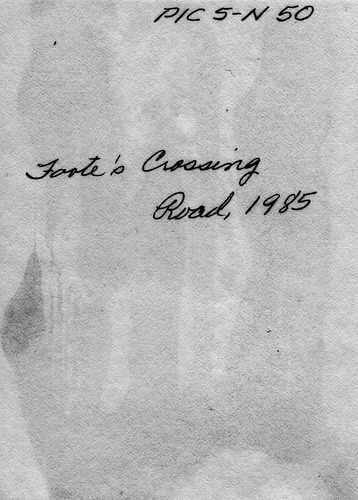 PIC 5-N 50
Foote's Crossing
Road, 1985